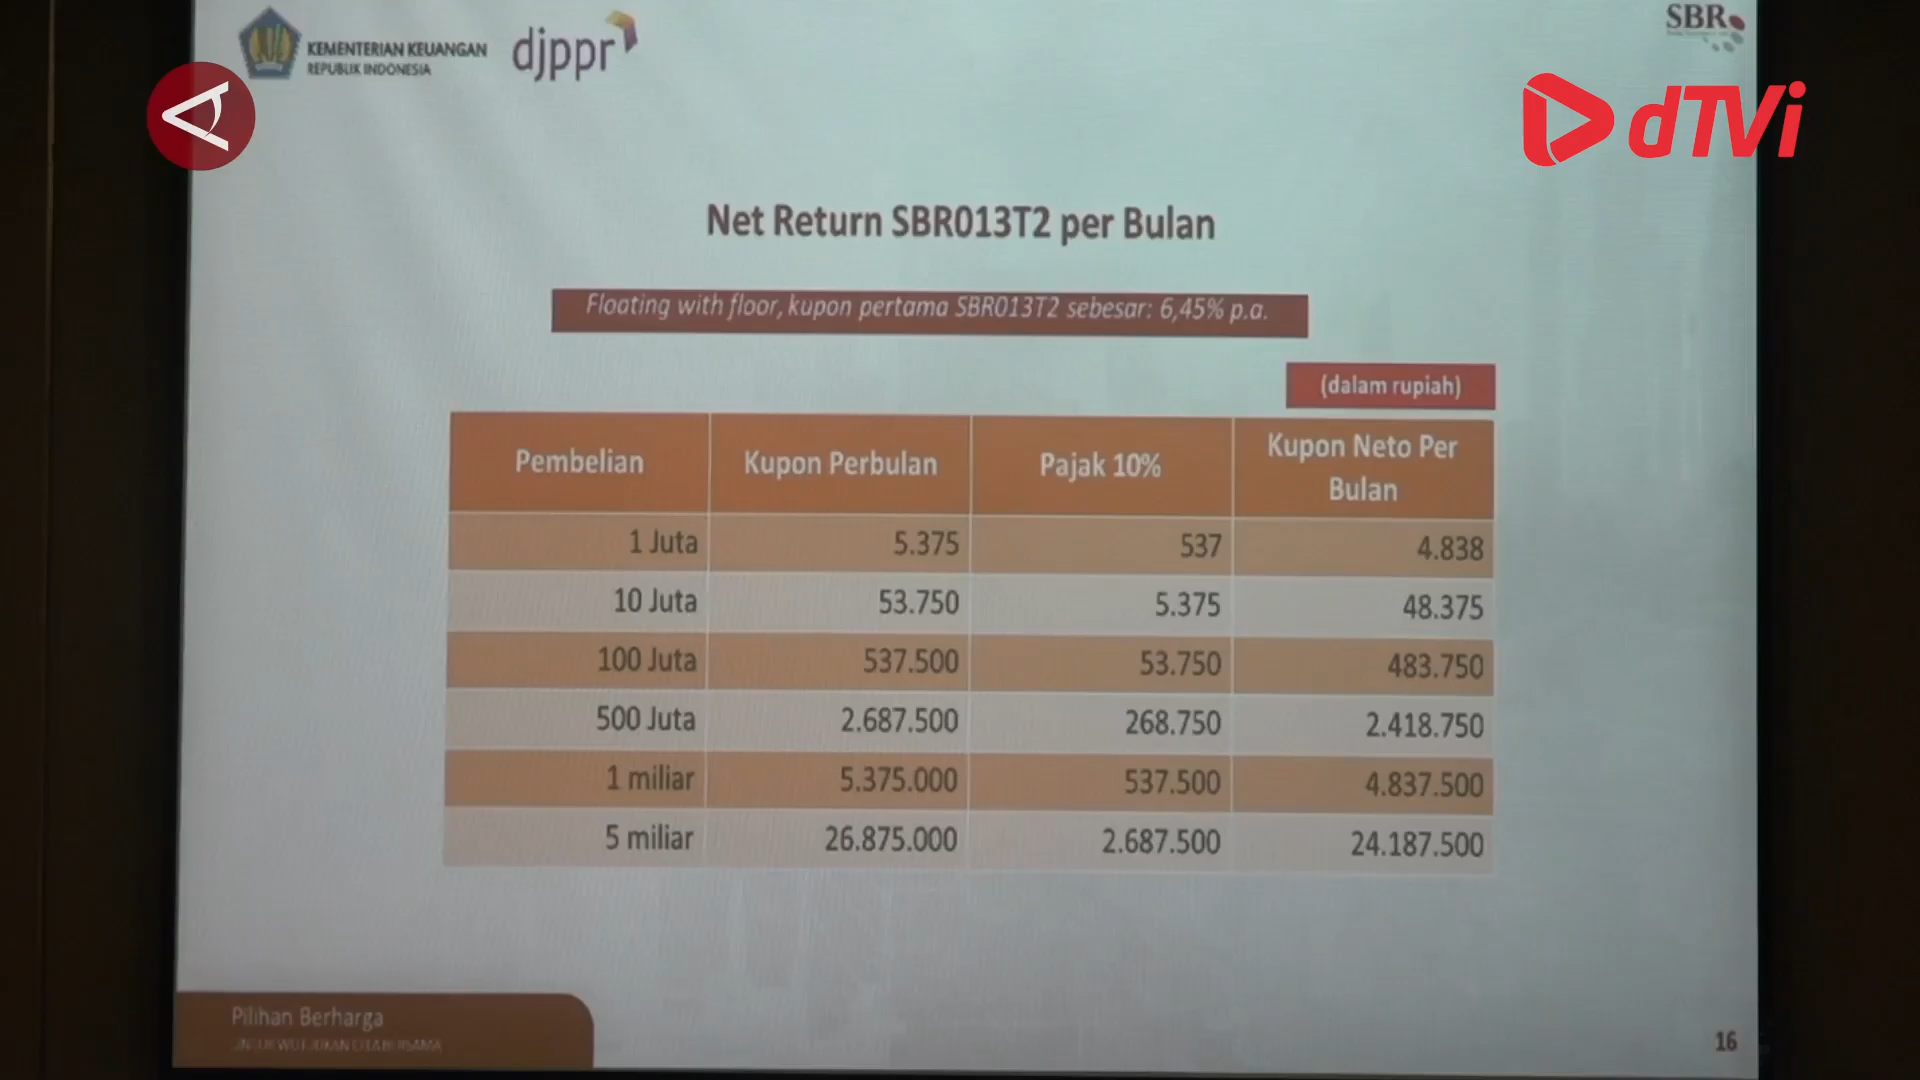 KEMENTERIAN KEUANGAN
REPUBLIK INDONESIA
djppr
SBR
dTVi
Net Return SBR013T2 per Bulan
Floating with floor, kupon pertama SBR013T2 sebesar: 6,45% p.a.
(dalam rupiah)
Pembelian Kupon Perbulan Pajak 10% Kupon Neto Per Bulan
1 Juta 5.375 537 4.838
10 Juta 53.750 5.375 48.375
100 Juta 537.500 53.750 483.750
500 Juta 2.687.500 268.750 2.418.750
1 miliar 5.375.000 537.500 4.837.500
5 miliar 26.875.000 2.687.500 24.187.500
Pilihan Berharga
16